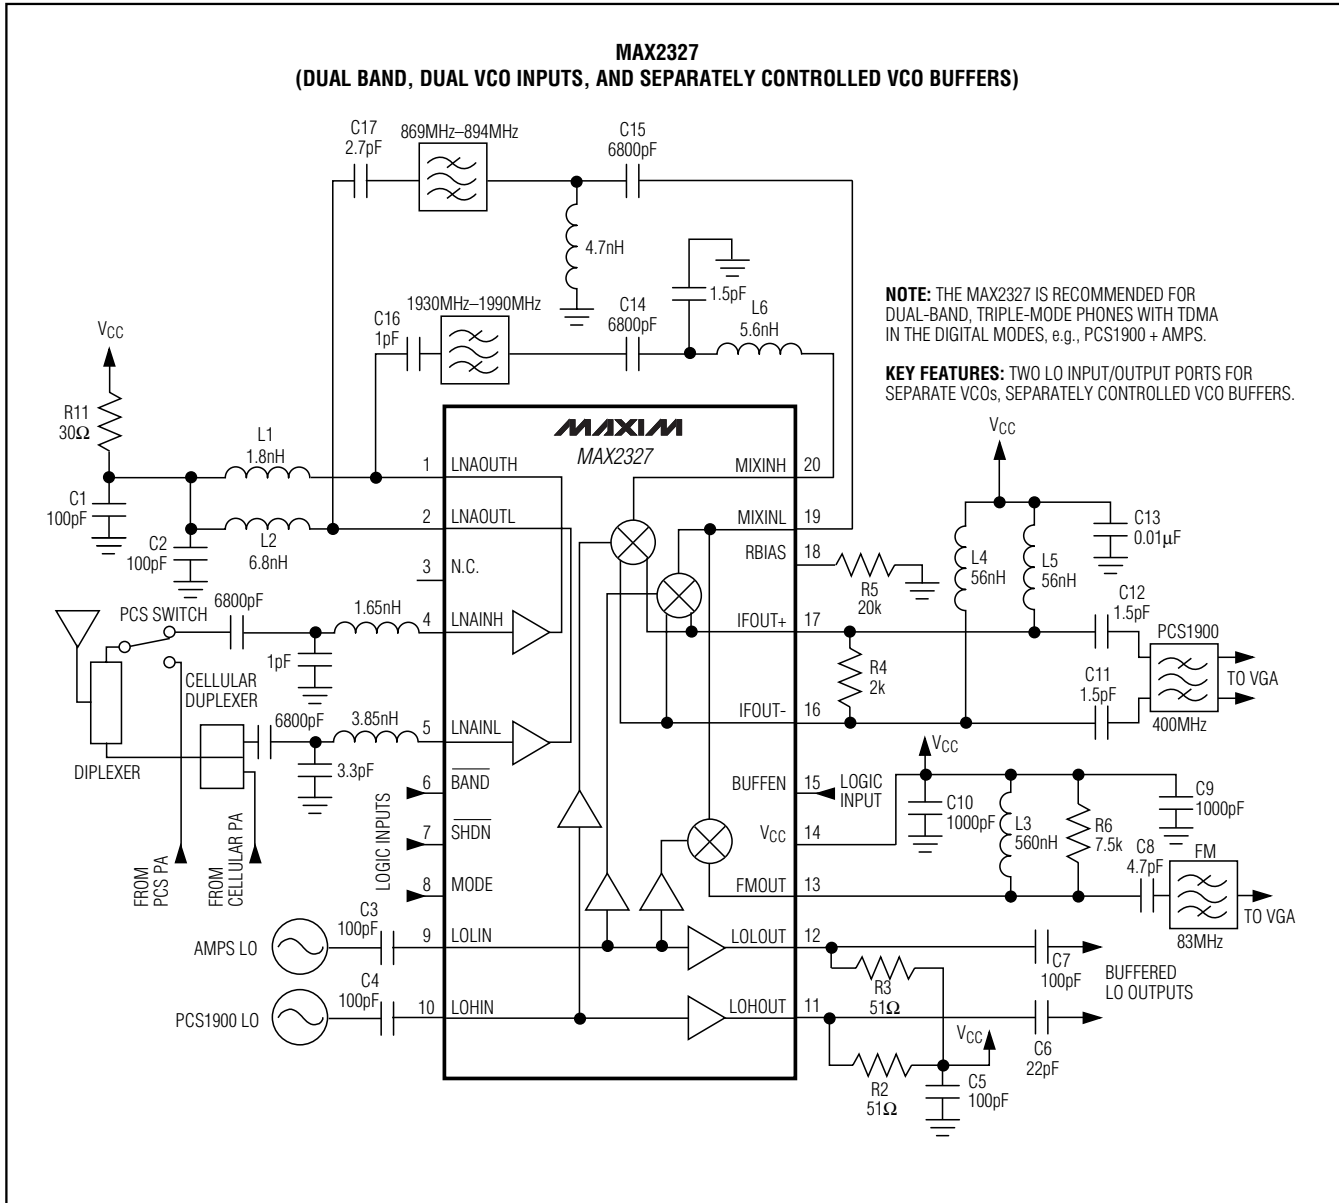 MAX2327
(DUAL BAND, DUAL VCO INPUTS, AND SEPARATELY CONTROLLED VCO BUFFERS)
C17
2.7pF
869MHz–894MHz
C15
6800pF
4.7nH
1.5pF
C16
1pF
1930MHz–1990MHz
C14
6800pF
L6
5.6nH
NOTE: THE MAX2327 IS RECOMMENDED FOR
DUAL-BAND, TRIPLE-MODE PHONES WITH TDMA
IN THE DIGITAL MODES, e.g., PCS1900 + AMPS.
KEY FEATURES: TWO LO INPUT/OUTPUT PORTS FOR
SEPARATE VCOs, SEPARATELY CONTROLLED VCO BUFFERS.
VCC
R11
30Ω
L1
1.8nH
C1
100pF
C2
100pF
L2
6.8nH
MAXIM
MAX2327
1 LNAOUTH
2 LNAOUTL
3 N.C.
4 LNAINH
5 LNAINL
6 BAND
7 SHDN
8 MODE
9 LOLIN
10 LOHIN
MIXINH 20
MIXINL 19
RBIAS 18
IFOUT+ 17
IFOUT- 16
BUFFEN 15
VCC 14
FMOUT 13
LOLOUT 12
LOHOUT 11
PCS SWITCH
6800pF
1.65nH
1pF
CELLULAR
DUPLEXER
6800pF
3.85nH
3.3pF
DIPLEXER
FROM
PCS PA
FROM
CELLULAR PA
LOGIC INPUTS
AMPS LO
C3
100pF
PCS1900 LO
C4
100pF
VCC
C13
0.01μF
L4
56nH
L5
56nH
R5
20k
R4
2k
C12
1.5pF
C11
1.5pF
PCS1900
400MHz
TO VGA
LOGIC
INPUT
VCC
C10
1000pF
L3
560nH
R6
7.5k
C9
1000pF
C8
4.7pF
FM
83MHz
TO VGA
C7
100pF
R3
51Ω
BUFFERED
LO OUTPUTS
VCC
C6
22pF
R2
51Ω
C5
100pF